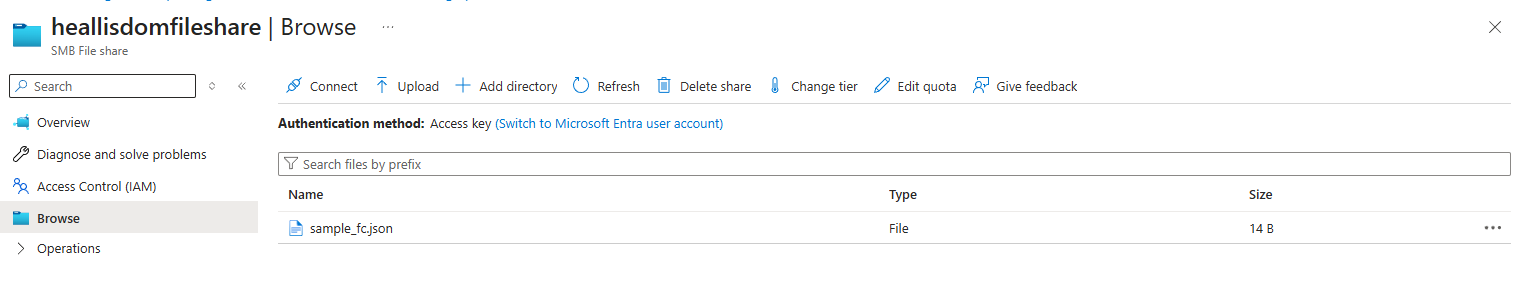 heallisdomfileshare | Browse ...
SMB File share
Search
Connect Upload Add directory Refresh Delete share Change tier Edit quota Give feedback
Overview
Diagnose and solve problems
Access Control (IAM)
Browse
Operations
Authentication method: Access key (Switch to Microsoft Entra user account)
Search files by prefix
Name Type Size
sample_fc.json File 14 B